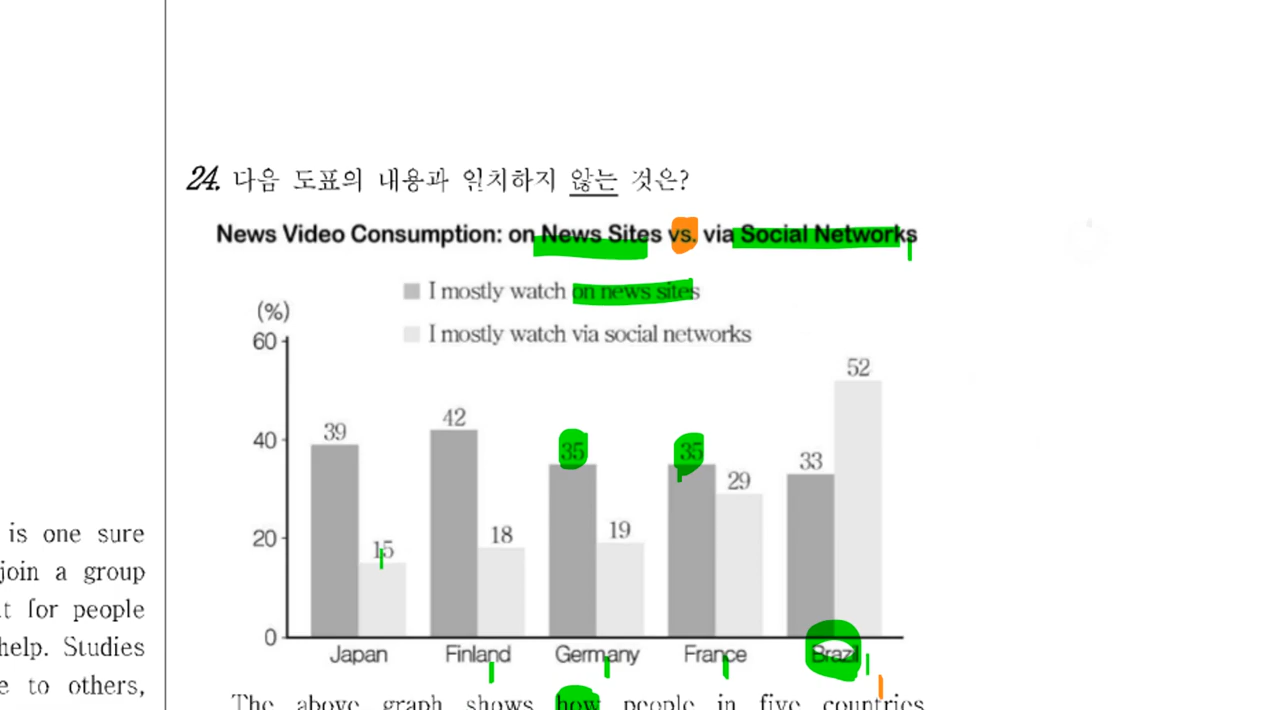 24. 다음 도표의 내용과 일치하지 않는 것은?
News Video Consumption: on News Sites vs. via Social Networks
I mostly watch on news sites
I mostly watch via social networks
(%)
60
40
20
0
39
15
42
18
35
19
35
29
33
52
Japan
Finland
Germany
France
Brazil
The above graph shows how people in five countries
is one sure
join a group
for people
help. Studies
to others,